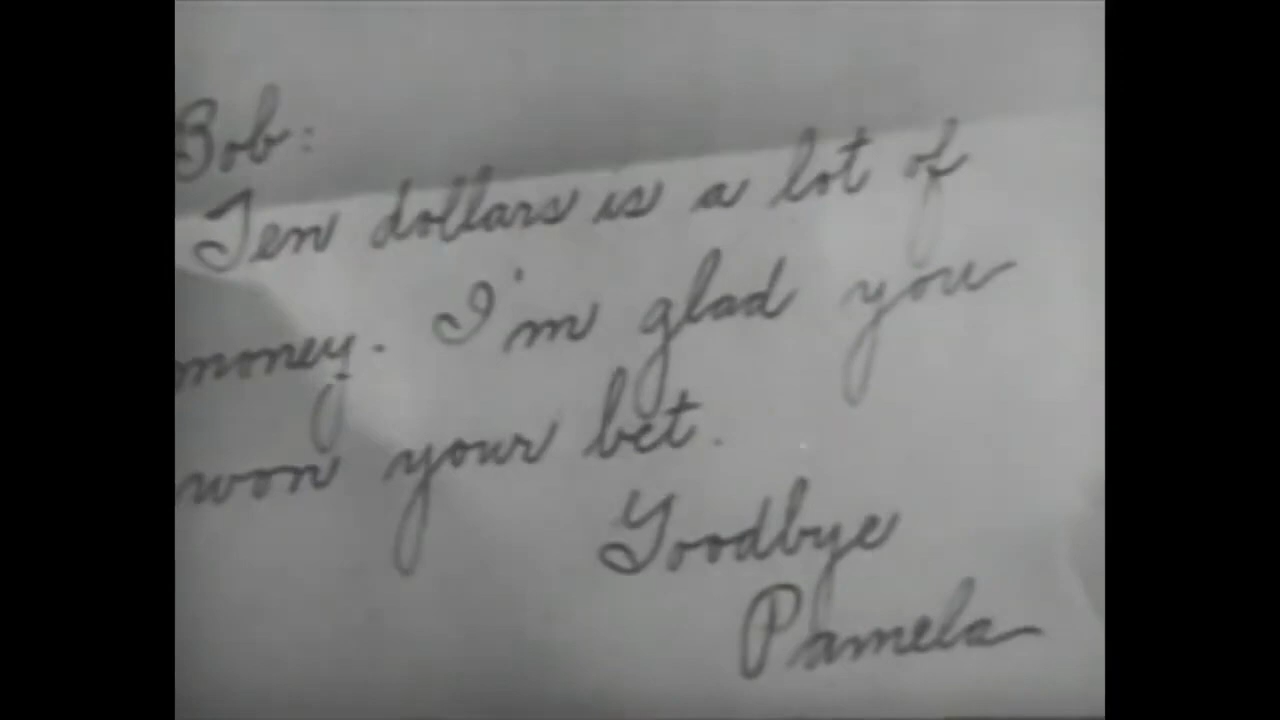 Bob:
Ten dollars is a lot of
money. I'm glad you
won your bet.
Goodbye
Pamela